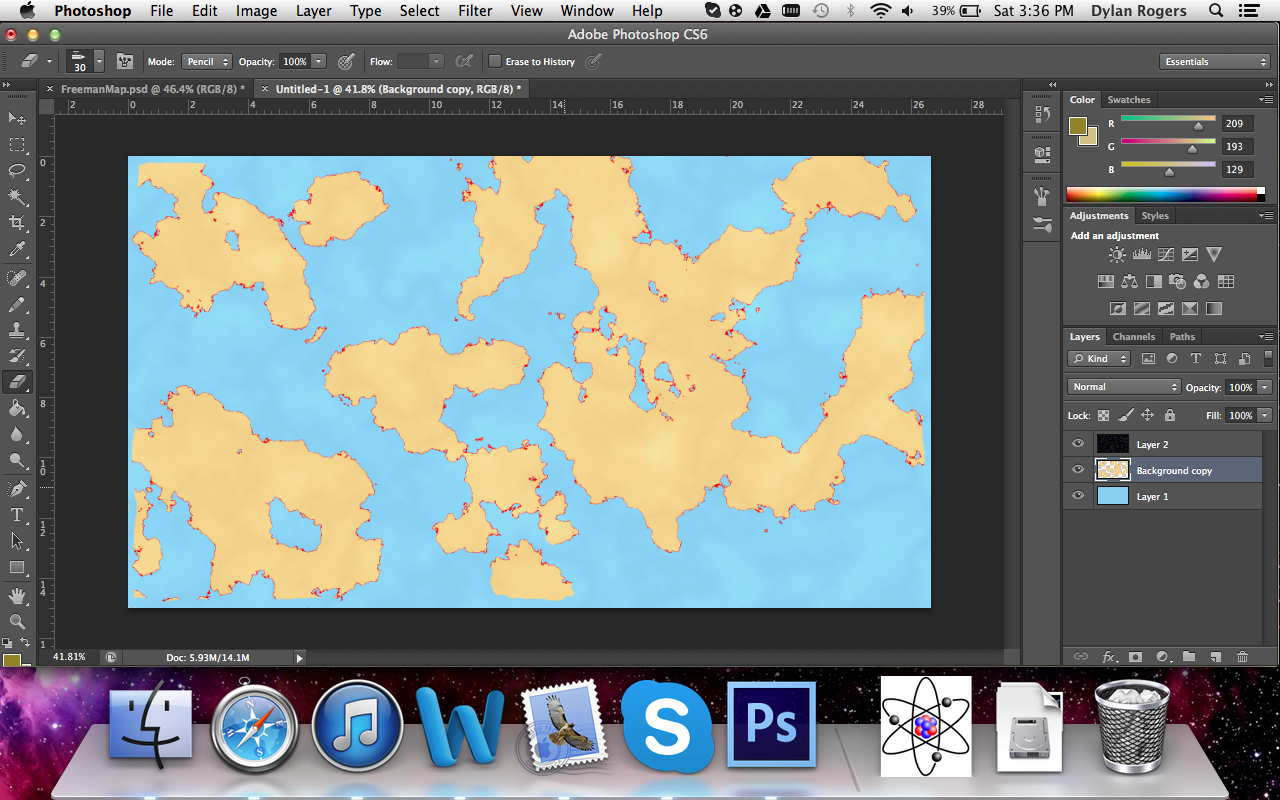 Photoshop File Edit Image Layer Type Select Filter View Window Help 39% Sat 3:36 PM Dylan Rogers
Adobe Photoshop CS6
30 Mode: Pencil Opacity: 100% Flow: Erase to History Essentials
FreemanMap.psd @ 46.4% (RGB/8) * Untitled-1 @ 41.8% (Background copy, RGB/8) *
2 0 2 4 6 8 10 12 14 16 18 20 22 24 26 28
0
2
4
6
8
10
12
14
1
Color Swatches
R 209
G 193
B 129
Adjustments Styles
Add an adjustment
Layers Channels Paths
Kind
Normal Opacity: 100%
Lock: Fill: 100%
Layer 2
Background copy
Layer 1
fx
41.81% Doc: 5.93M/14.1M
N
W
E
S
W
S
Ps